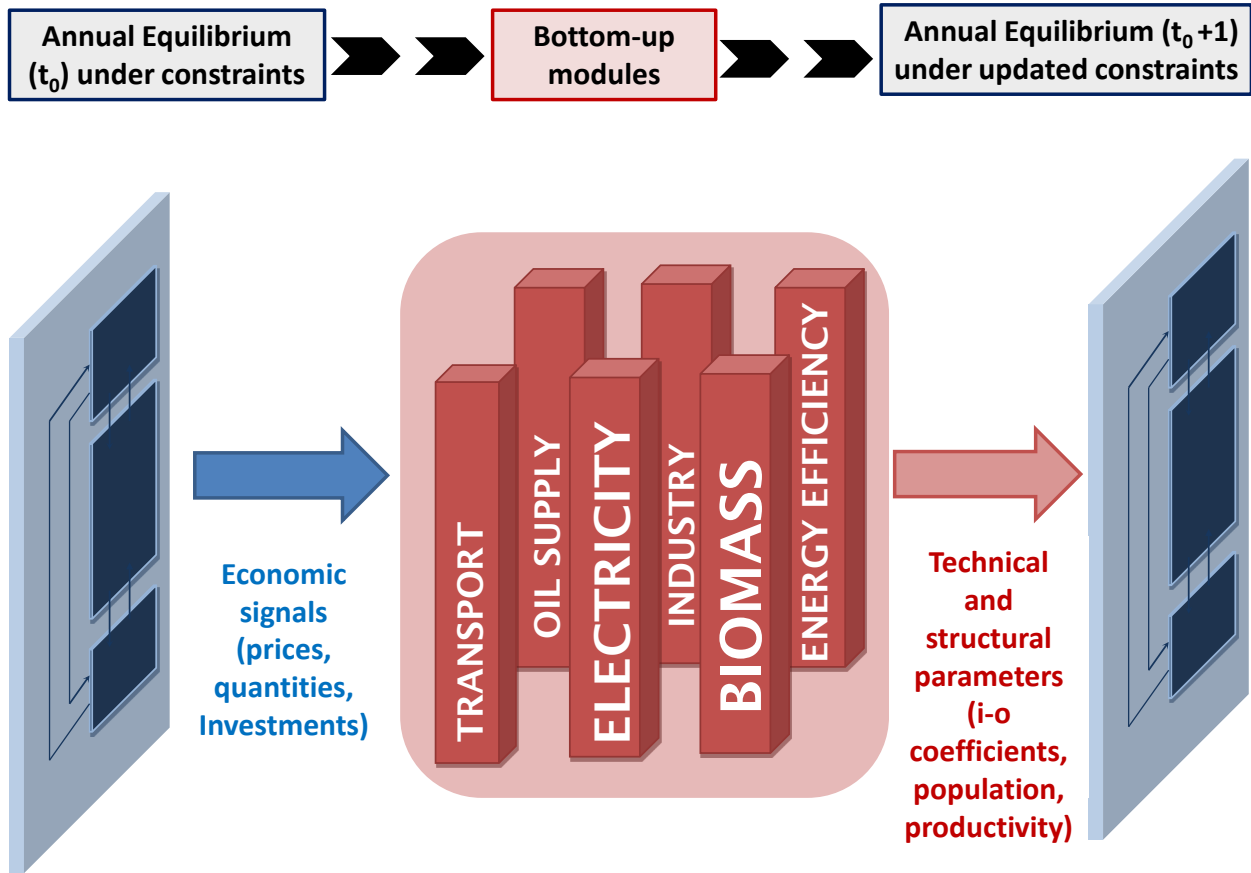 Annual Equilibrium
(t₀) under constraints
Bottom-up
modules
Annual Equilibrium (t₀ +1)
under updated constraints
Economic
signals
(prices,
quantities,
Investments)
TRANSPORT
OIL SUPPLY
ELECTRICITY
INDUSTRY
BIOMASS
ENERGY EFFICIENCY
Technical
and
structural
parameters
(i-o
coefficients,
population,
productivity)